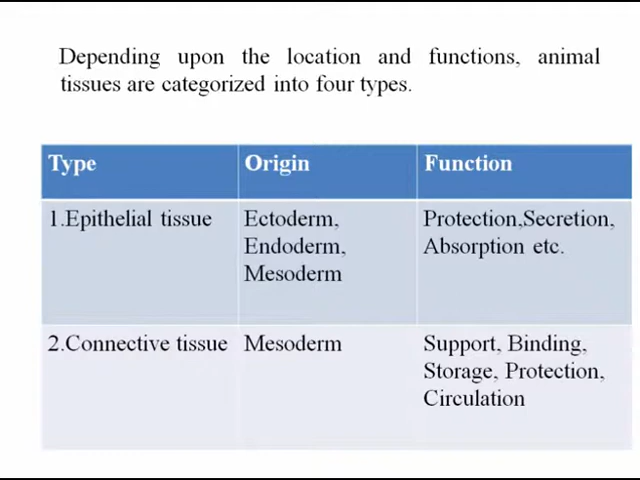 Depending upon the location and functions, animal
tissues are categorized into four types.
Type Origin Function
1.Epithelial tissue Ectoderm, Protection,Secretion,
Endoderm, Absorption etc.
Mesoderm
2.Connective tissue Mesoderm Support, Binding,
Storage, Protection,
Circulation